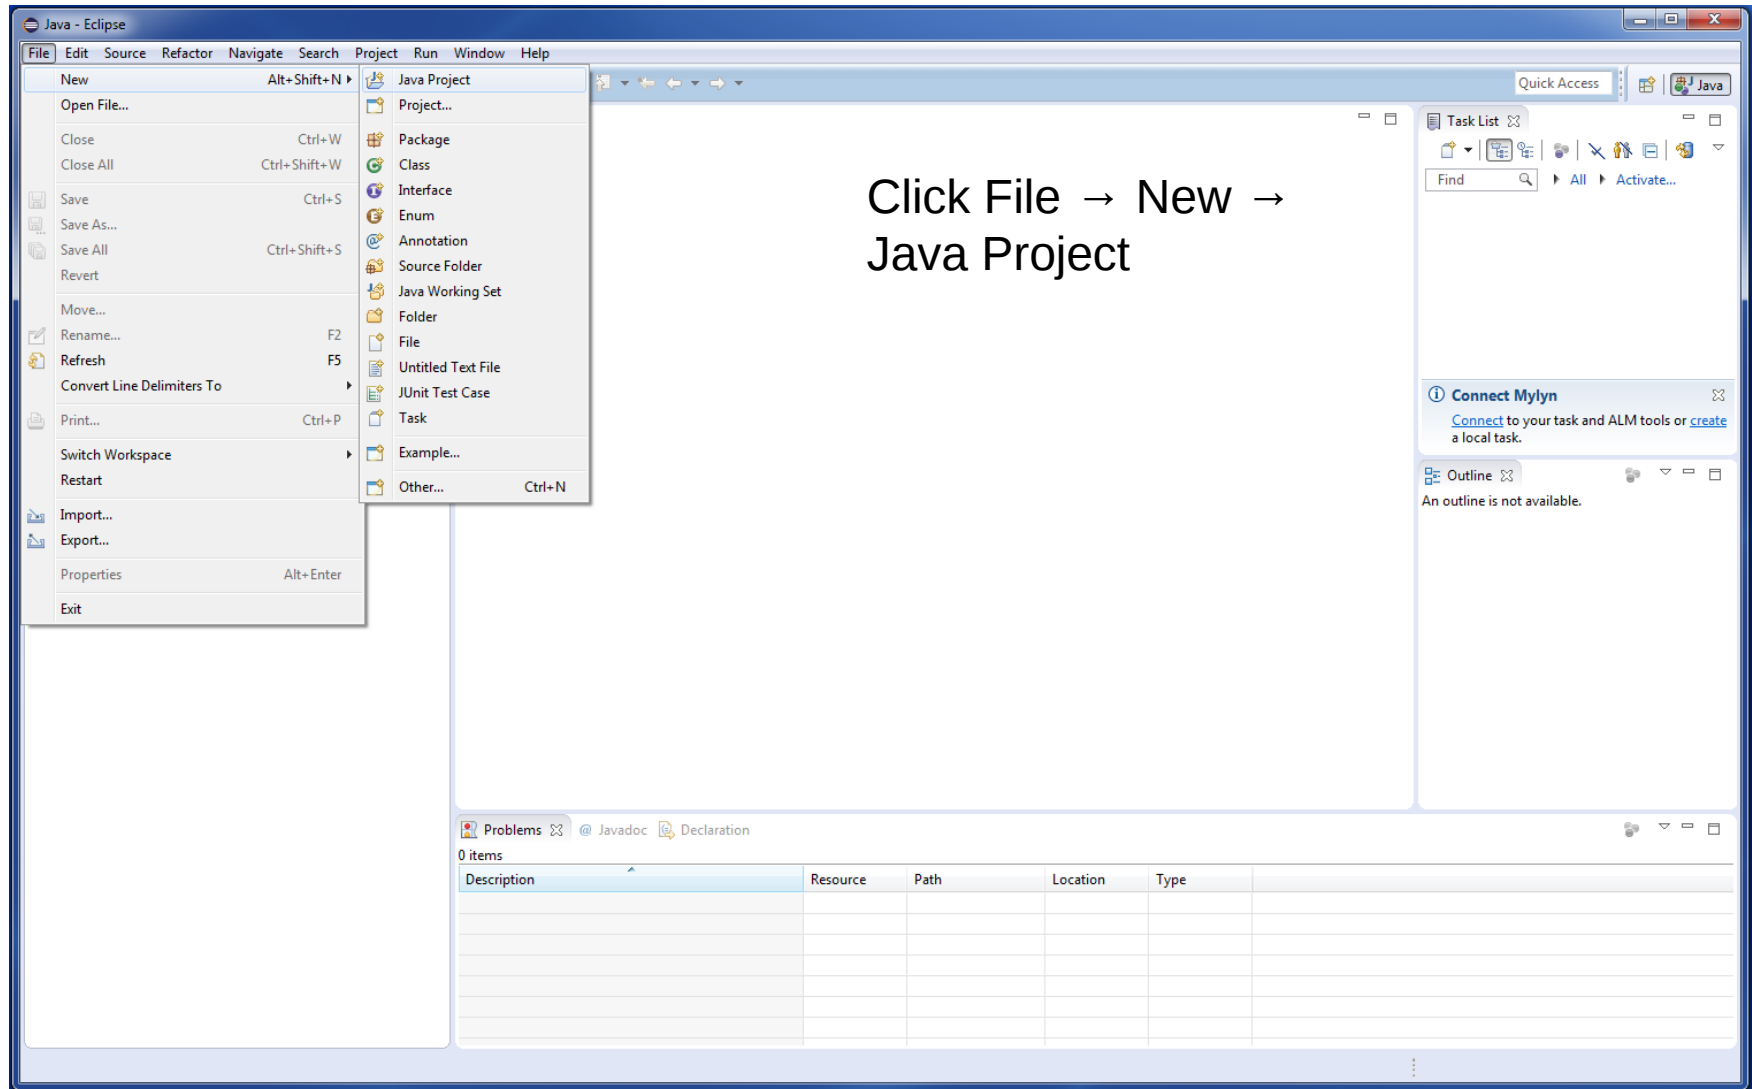 Java - Eclipse
File Edit Source Refactor Navigate Search Project Run Window Help
New Alt+Shift+N
Open File...
Close Ctrl+W
Close All Ctrl+Shift+W
Save Ctrl+S
Save As...
Save All Ctrl+Shift+S
Revert
Move...
Rename... F2
Refresh F5
Convert Line Delimiters To
Print... Ctrl+P
Switch Workspace
Restart
Import...
Export...
Properties Alt+Enter
Exit
Java Project
Project...
Package
Class
Interface
Enum
Annotation
Source Folder
Java Working Set
Folder
File
Untitled Text File
JUnit Test Case
Task
Example...
Other... Ctrl+N
Click File → New →
Java Project
Quick Access Java
Task List
Find All Activate...
Connect Mylyn
Connect to your task and ALM tools or create
a local task.
Outline
An outline is not available.
Problems @ Javadoc Declaration
0 items
Description Resource Path Location Type